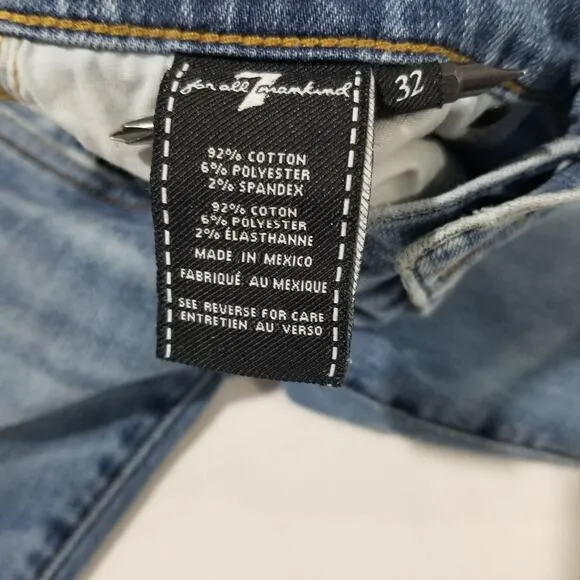 for all 7 mankind
32
92% COTTON
6% POLYESTER
2% SPANDEX
92% COTON
6% POLYESTER
2% ÉLASTHANNE
MADE IN MEXICO
FABRIQUÉ AU MEXIQUE
SEE REVERSE FOR CARE
ENTRETIEN AU VERSO